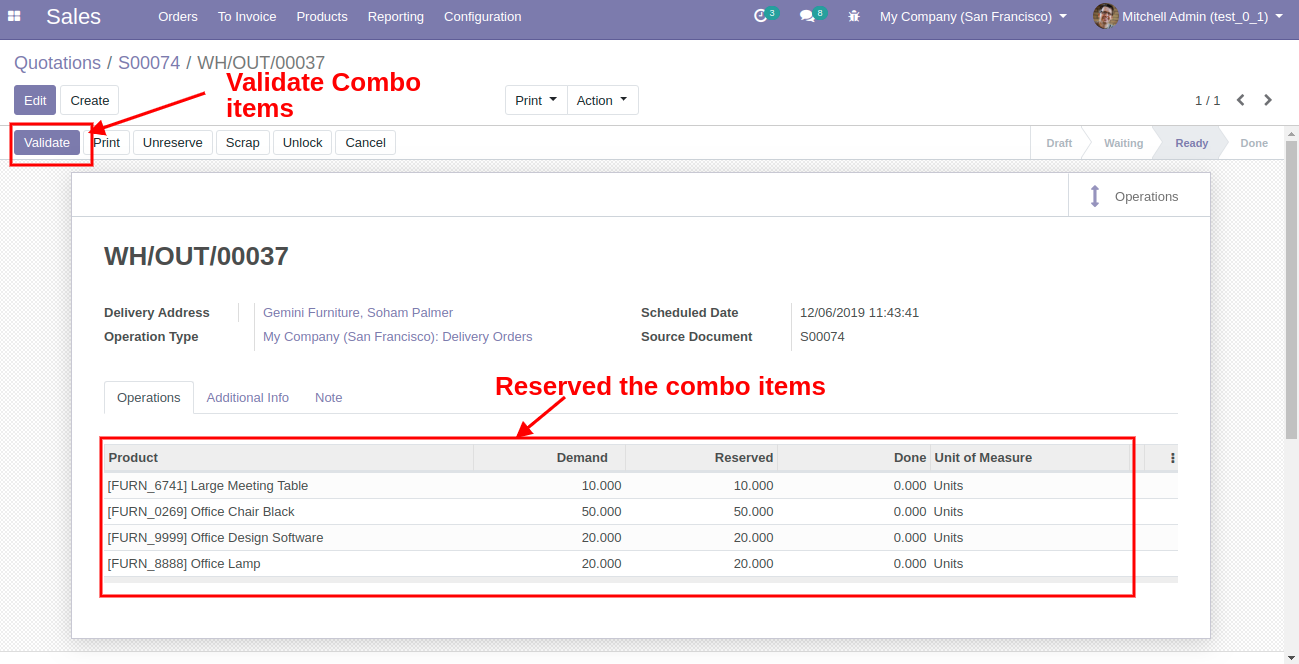 Sales Orders To Invoice Products Reporting Configuration 3 8 My Company (San Francisco) Mitchell Admin (test_0_1)
Quotations / S00074 / WH/OUT/00037
Validate Combo
items
Edit Create Print Action 1 / 1
Validate Print Unreserve Scrap Unlock Cancel Draft Waiting Ready Done
Operations
WH/OUT/00037
Delivery Address Gemini Furniture, Soham Palmer Scheduled Date 12/06/2019 11:43:41
Operation Type My Company (San Francisco): Delivery Orders Source Document S00074
Reserved the combo items
Operations Additional Info Note
Product Demand Reserved Done Unit of Measure
[FURN_6741] Large Meeting Table 10.000 10.000 0.000 Units
[FURN_0269] Office Chair Black 50.000 50.000 0.000 Units
[FURN_9999] Office Design Software 20.000 20.000 0.000 Units
[FURN_8888] Office Lamp 20.000 20.000 0.000 Units